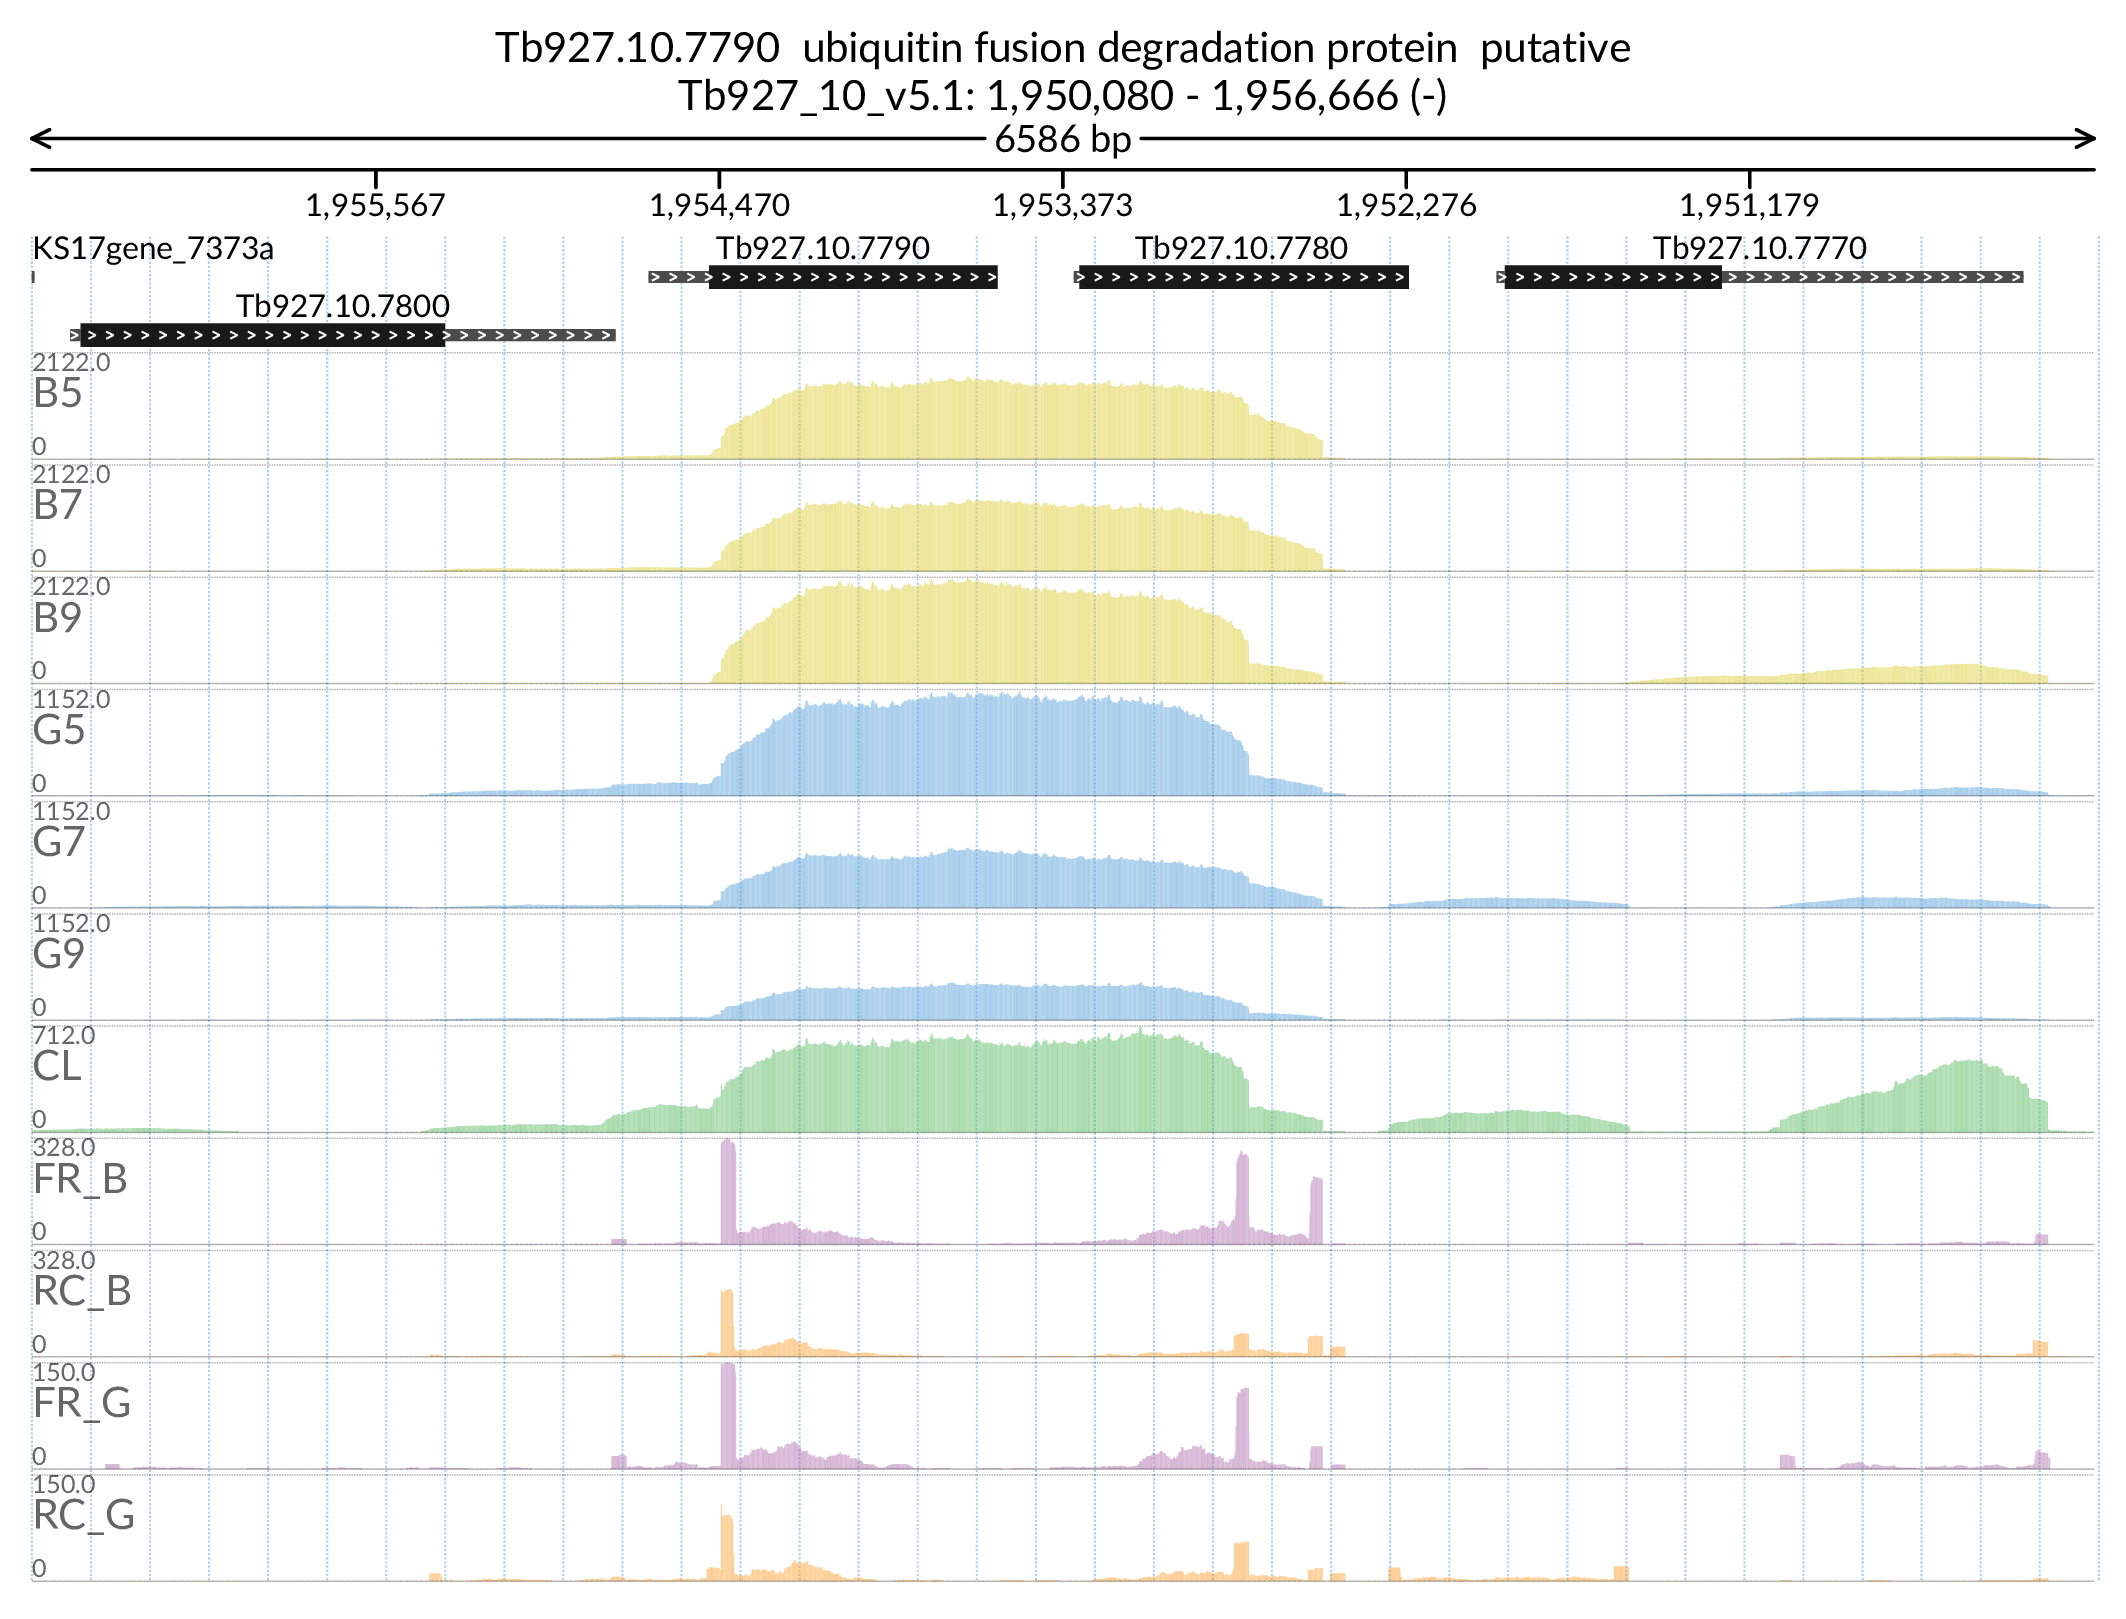 Tb927.10.7790 ubiquitin fusion degradation protein putative
Tb927_10_v5.1: 1,950,080 - 1,956,666 (-)
6586 bp
1,955,567 1,954,470 1,953,373 1,952,276 1,951,179
KS17gene_7373a Tb927.10.7790 Tb927.10.7780 Tb927.10.7770
Tb927.10.7800
2122.0
B5
0
2122.0
B7
0
2122.0
B9
0
1152.0
G5
0
1152.0
G7
0
1152.0
G9
0
712.0
CL
0
328.0
FR_B
0
328.0
RC_B
0
150.0
FR_G
0
150.0
RC_G
0